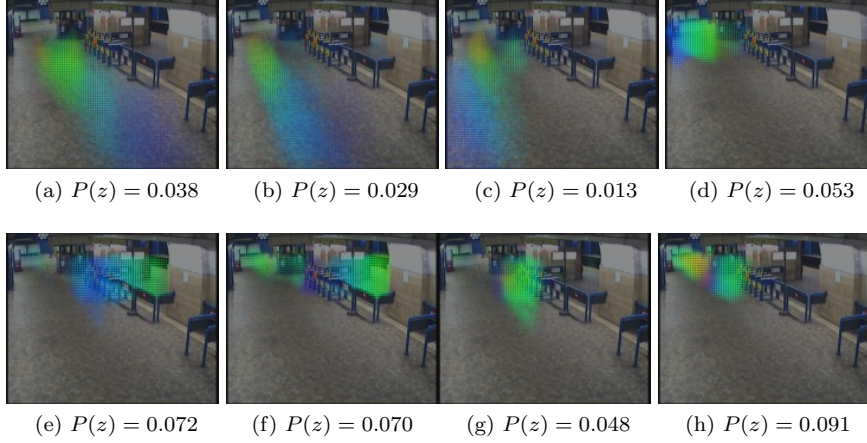 (a) P(z) = 0.038
(b) P(z) = 0.029
(c) P(z) = 0.013
(d) P(z) = 0.053
(e) P(z) = 0.072
(f) P(z) = 0.070
(g) P(z) = 0.048
(h) P(z) = 0.091